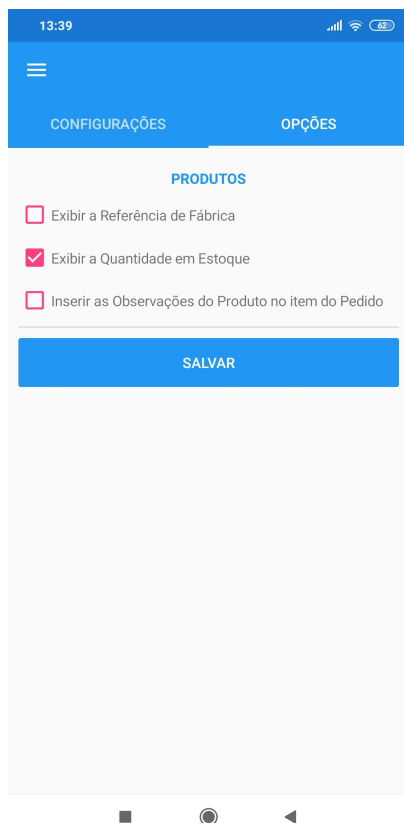 13:39
62
CONFIGURAÇÕES
OPÇÕES
PRODUTOS
Exibir a Referência de Fábrica
Exibir a Quantidade em Estoque
Inserir as Observações do Produto no item do Pedido
SALVAR